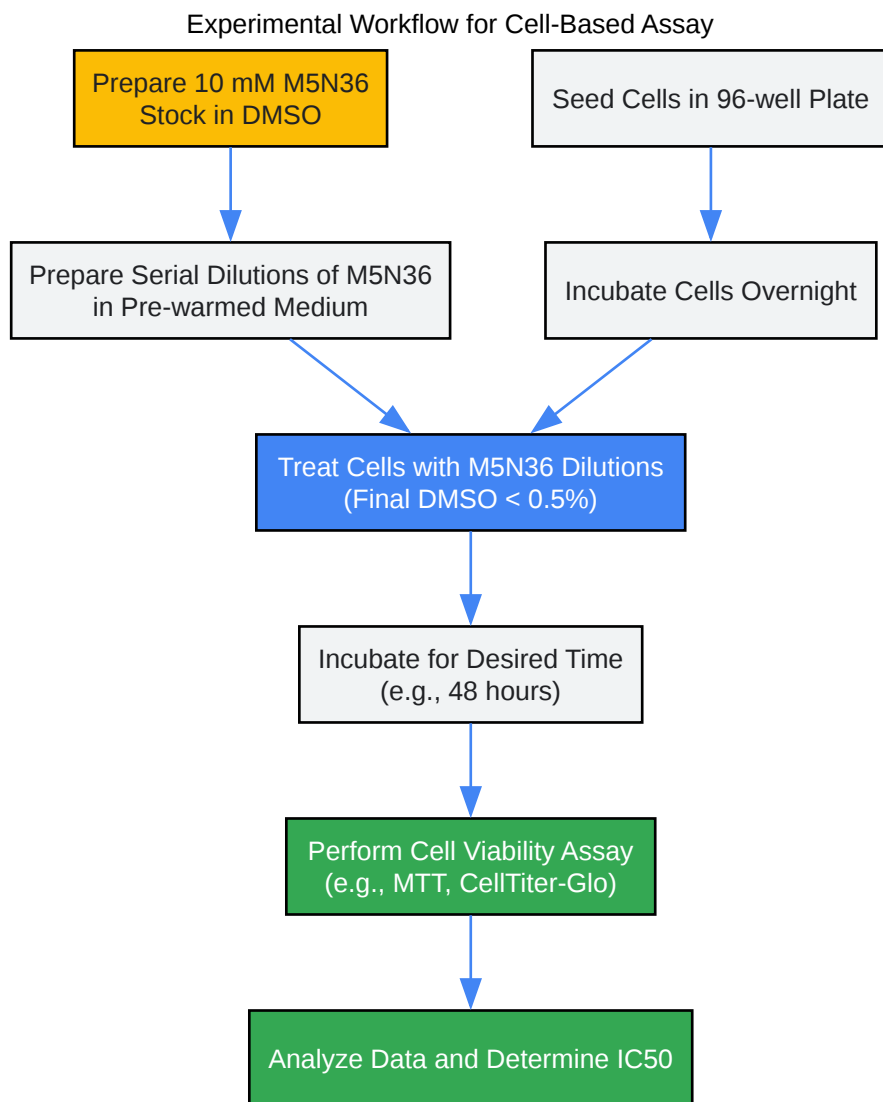 Experimental Workflow for Cell-Based Assay
Prepare 10 mM M5N36
Stock in DMSO
Seed Cells in 96-well Plate
Prepare Serial Dilutions of M5N36
in Pre-warmed Medium
Incubate Cells Overnight
Treat Cells with M5N36 Dilutions
(Final DMSO < 0.5%)
Incubate for Desired Time
(e.g., 48 hours)
Perform Cell Viability Assay
(e.g., MTT, CellTiter-Glo)
Analyze Data and Determine IC50